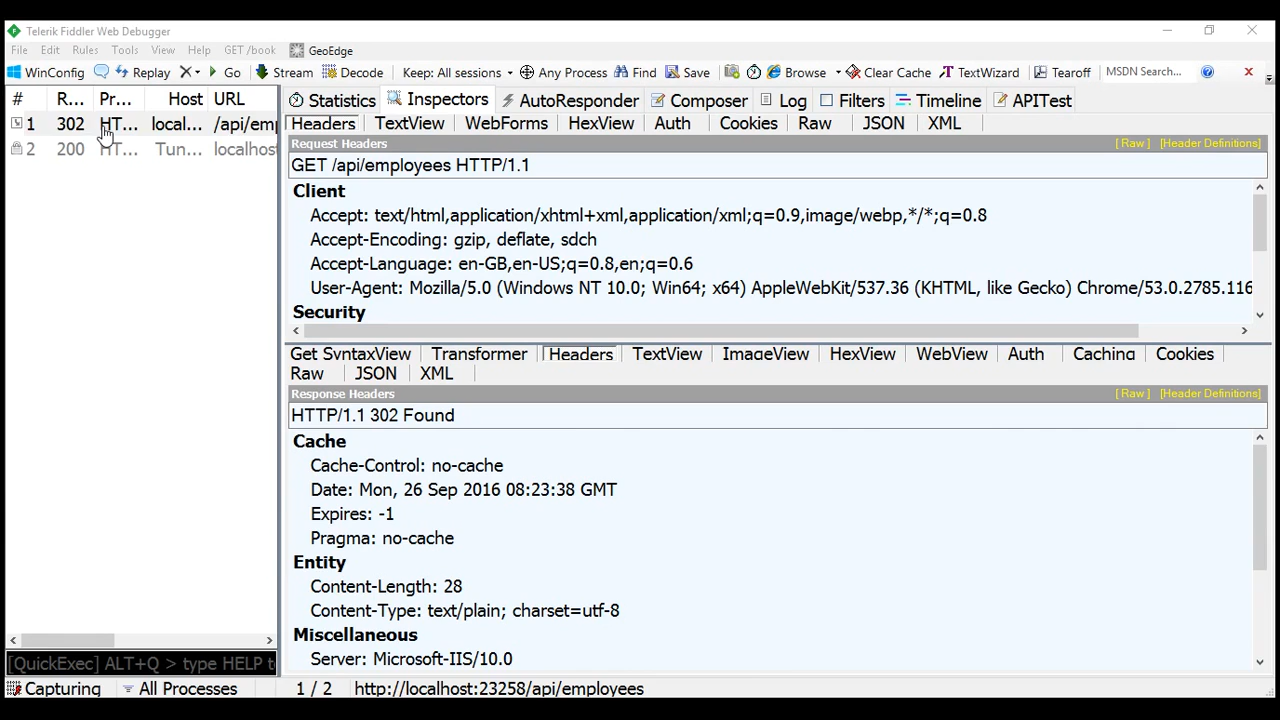 Telerik Fiddler Web Debugger
File Edit Rules Tools View Help GET /book GeoEdge
WinConfig Replay Go Stream Decode Keep: All sessions Any Process Find Save Browse Clear Cache TextWizard Tearoff MSDN Search...
# R... Pr... Host URL
1 302 HT... local... /api/emp
2 200 HT... Tun... localhost
Statistics Inspectors AutoResponder Composer Log Filters Timeline APITest
Headers TextView WebForms HexView Auth Cookies Raw JSON XML
Request Headers [ Raw ] [Header Definitions]
GET /api/employees HTTP/1.1
Client
Accept: text/html,application/xhtml+xml,application/xml;q=0.9,image/webp,*/*;q=0.8
Accept-Encoding: gzip, deflate, sdch
Accept-Language: en-GB,en-US;q=0.8,en;q=0.6
User-Agent: Mozilla/5.0 (Windows NT 10.0; Win64; x64) AppleWebKit/537.36 (KHTML, like Gecko) Chrome/53.0.2785.116
Security
Get SyntaxView Transformer Headers TextView ImageView HexView WebView Auth Caching Cookies
Raw JSON XML
Response Headers [ Raw ] [Header Definitions]
HTTP/1.1 302 Found
Cache
Cache-Control: no-cache
Date: Mon, 26 Sep 2016 08:23:38 GMT
Expires: -1
Pragma: no-cache
Entity
Content-Length: 28
Content-Type: text/plain; charset=utf-8
Miscellaneous
Server: Microsoft-IIS/10.0
[QuickExec] ALT+Q > type HELP to
Capturing All Processes 1 / 2 http://localhost:23258/api/employees